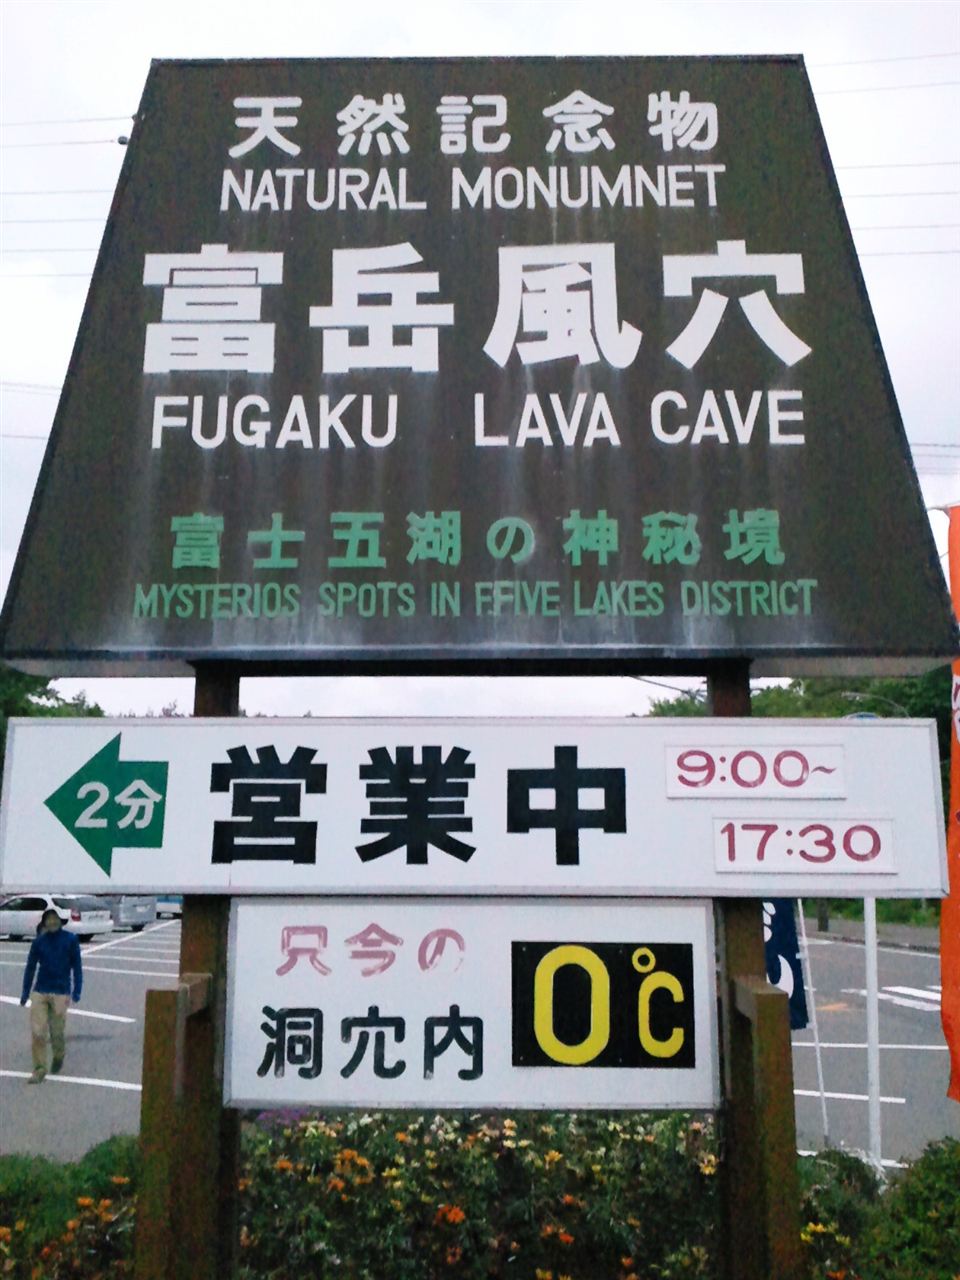 天然記念物
NATURAL MONUMNET
富岳風穴
FUGAKU LAVA CAVE
富士五湖の神秘境
MYSTERIOS SPOTS IN F.FIVE LAKES DISTRICT
2分
営業中
9:00~
17:30
只今の
洞穴内
0℃